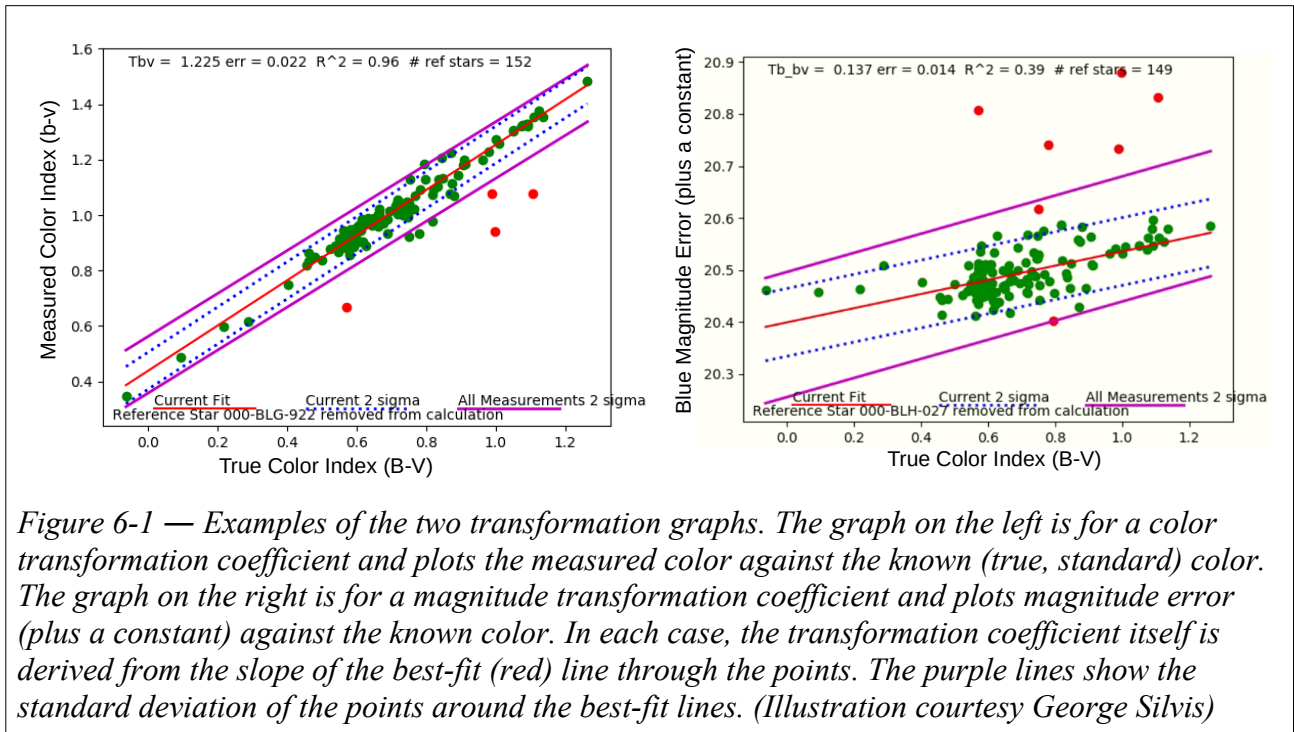 Tbv =  1.225 err = 0.022  R^2 = 0.96  # ref stars = 152
1.6
1.4
1.2
1.0
0.8
0.6
0.4
Measured Color Index (b-v)
Current Fit
Current 2 sigma
All Measurements 2 sigma
Reference Star 000-BLG-922 removed from calculation
0.0 0.2 0.4 0.6 0.8 1.0 1.2
True Color Index (B-V)
Tb_bv =  0.137 err = 0.014  R^2 = 0.39  # ref stars = 149
20.9
20.8
20.7
20.6
20.5
20.4
20.3
Blue Magnitude Error (plus a constant)
Current Fit
Current 2 sigma
All Measurements 2 sigma
Reference Star 000-BLH-027 removed from calculation
0.0 0.2 0.4 0.6 0.8 1.0 1.2
True Color Index (B-V)
Figure 6-1 — Examples of the two transformation graphs. The graph on the left is for a color
transformation coefficient and plots the measured color against the known (true, standard) color.
The graph on the right is for a magnitude transformation coefficient and plots magnitude error
(plus a constant) against the known color. In each case, the transformation coefficient itself is
derived from the slope of the best-fit (red) line through the points. The purple lines show the
standard deviation of the points around the best-fit lines. (Illustration courtesy George Silvis)